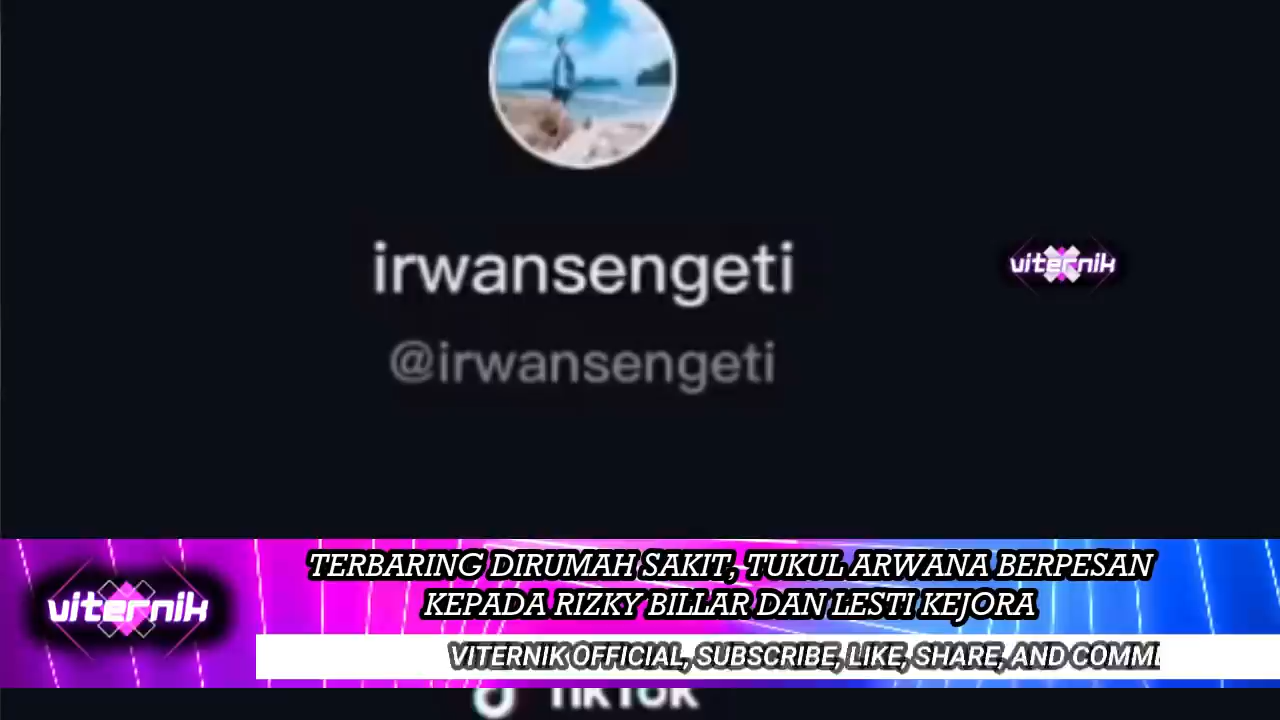 irwansengeti
@irwansengeti
viternik
TERBARING DIRUMAH SAKIT, TUKUL ARWANA BERPESAN
KEPADA RIZKY BILLAR DAN LESTI KEJORA
viternik
VITERNIK OFFICIAL, SUBSCRIBE, LIKE, SHARE, AND COMM
TikTok